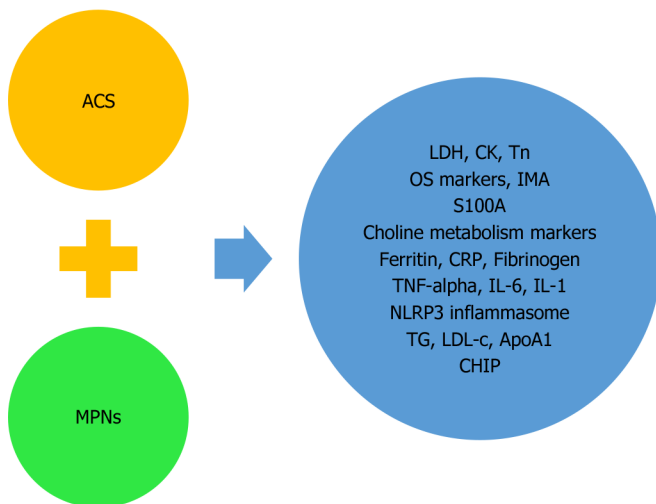 ACS
MPNs
LDH, CK, Tn
OS markers, IMA
S100A
Choline metabolism markers
Ferritin, CRP, Fibrinogen
TNF-alpha, IL-6, IL-1
NLRP3 inflammasome
TG, LDL-c, ApoA1
CHIP